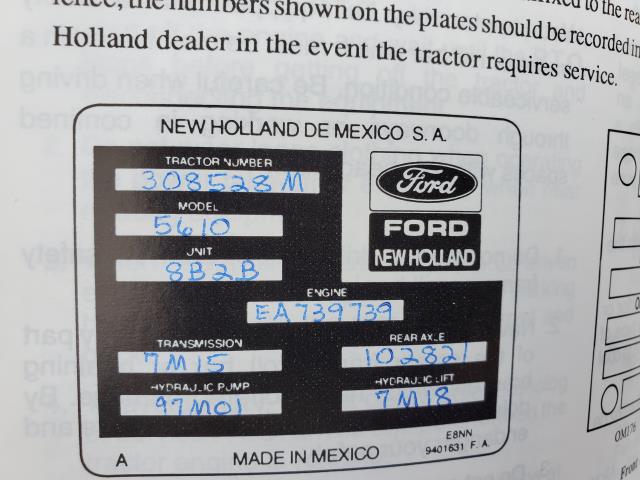 fence, the numbers shown on the plates should be recorded in
Holland dealer in the event the tractor requires service.
NEW HOLLAND DE MEXICO S. A.
TRACTOR NUMBER
308528M
MODEL
5610
UNIT
8B2B
Ford
FORD
NEW HOLLAND
ENGINE
EA739739
TRANSMISSION
7M15
REAR AXLE
102821
HYDRAULIC PUMP
97M01
HYDRAULIC LIFT
7M18
E8NN
9401631 F. A.
A
MADE IN MEXICO
OM176
Front